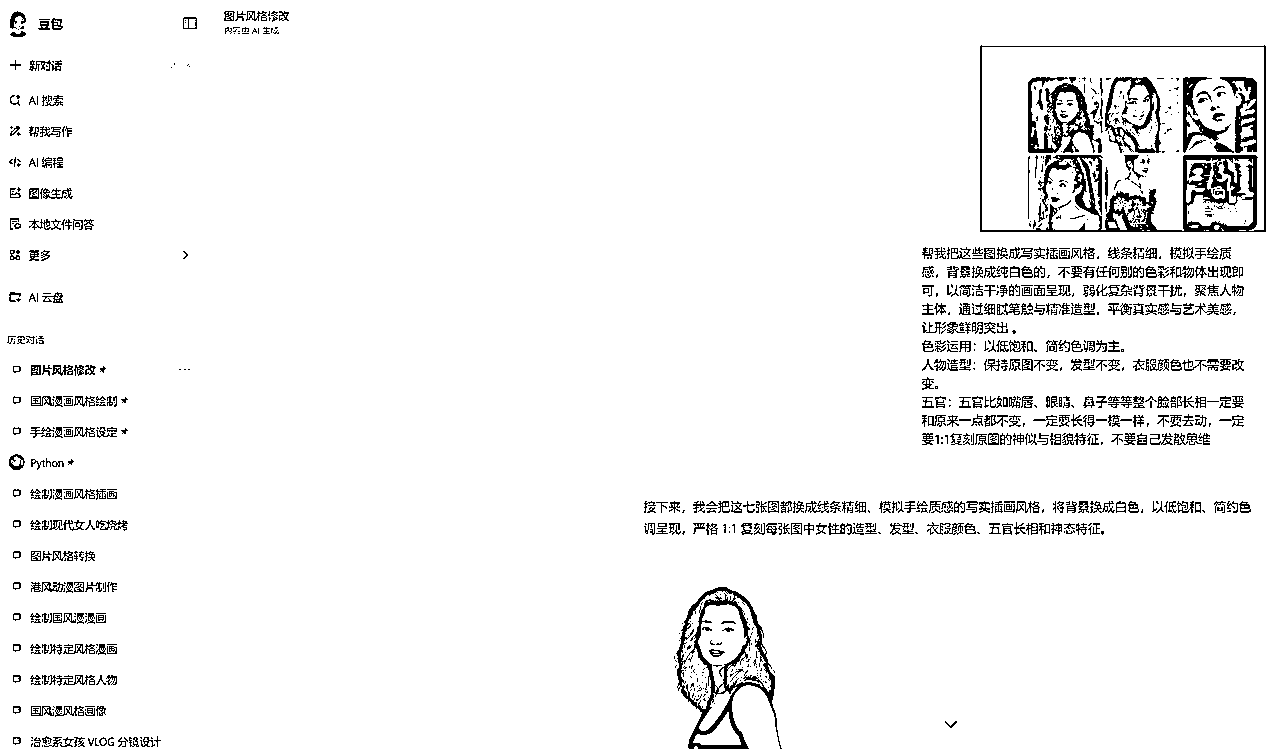 豆包
新对话
AI 搜索
帮我写作
AI 编程
图像生成
本地文件问答
更多
AI 云盘
历史对话
图片风格修改
国风漫画风格绘制
手绘漫画风格设定
Python
绘制漫画风格插画
绘制现代女人吃烧烤
图片风格转换
港风动漫图片制作
绘制国风漫漫画
绘制特定风格漫画
绘制特定风格人物
国风漫风格画像
治愈系女孩 VLOG 分镜设计
图片风格修改
内容由 AI 生成
帮我把这些图换成写实插画风格，线条精细，模拟手绘质
感，背景换成纯白色的，不要有任何别的色彩和物体出现即
可，以简洁干净的画面呈现，弱化复杂背景干扰，聚焦人物
主体，通过细腻笔触与精准造型，平衡真实感与艺术美感，
让形象鲜明突出。
色彩运用：以低饱和、简约色调为主。
人物造型：保持原图不变，发型不变，衣服颜色也不需要改
变。
五官：五官比如嘴唇、眼睛、鼻子等等整个脸部长相一定要
和原来一点都不变，一定要长得一模一样，不要去动，一定
要1:1复刻原图的神似与相貌特征，不要自己发散思维
接下来，我会把这七张图都换成线条精细、模拟手绘质感的写实插画风格，将背景换成白色，以低饱和、简约色
调呈现，严格 1:1 复刻每张图中女性的造型、发型、衣服颜色、五官长相和神态特征。